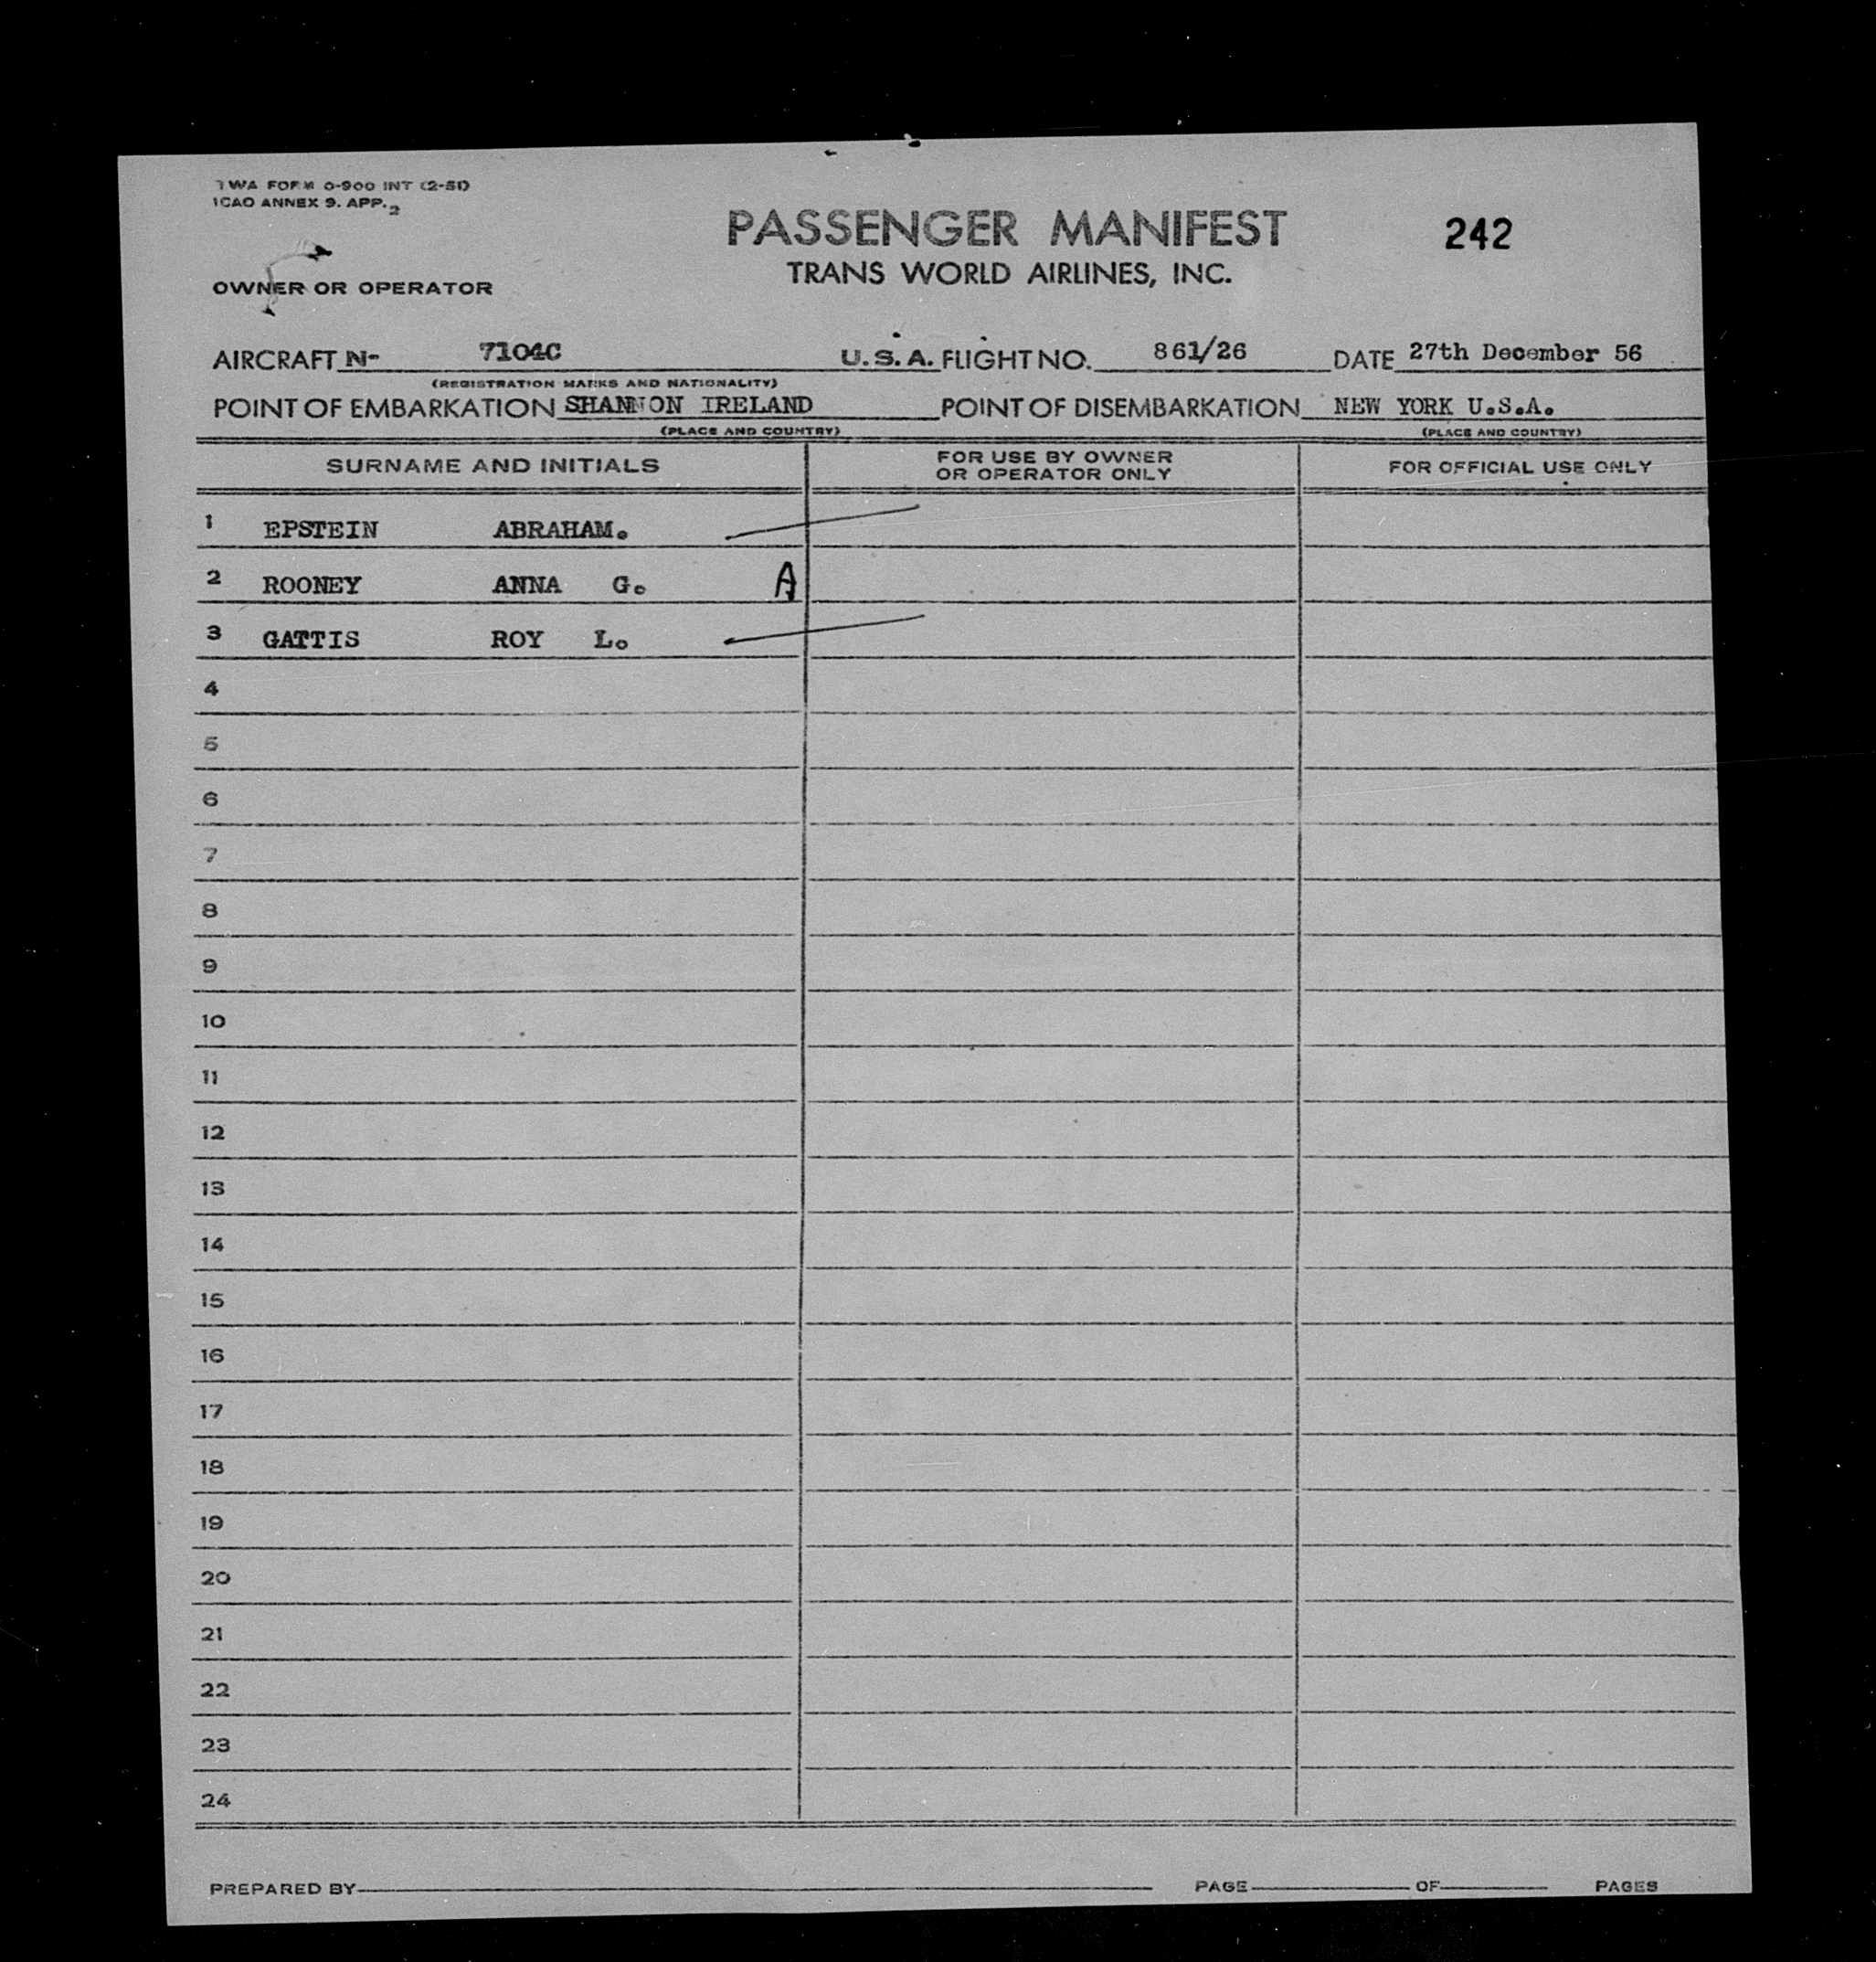 TWA FORM O-900 INT (2-51)
ICAO ANNEX 9. APP. 2
PASSENGER MANIFEST
242
TRANS WORLD AIRLINES, INC.
OWNER OR OPERATOR
AIRCRAFT N- 7104C U.S.A. FLIGHT NO. 861/26 DATE 27th December 56
(REGISTRATION MARKS AND NATIONALITY)
POINT OF EMBARKATION SHANNON IRELAND POINT OF DISEMBARKATION NEW YORK U.S.A.
(PLACE AND COUNTRY) (PLACE AND COUNTRY)
SURNAME AND INITIALS FOR USE BY OWNER OR OPERATOR ONLY FOR OFFICIAL USE ONLY
1 EPSTEIN ABRAHAM.
2 ROONEY ANNA G. A
3 GATTIS ROY L.
4
5
6
7
8
9
10
11
12
13
14
15
16
17
18
19
20
21
22
23
24
PREPARED BY PAGE OF PAGES